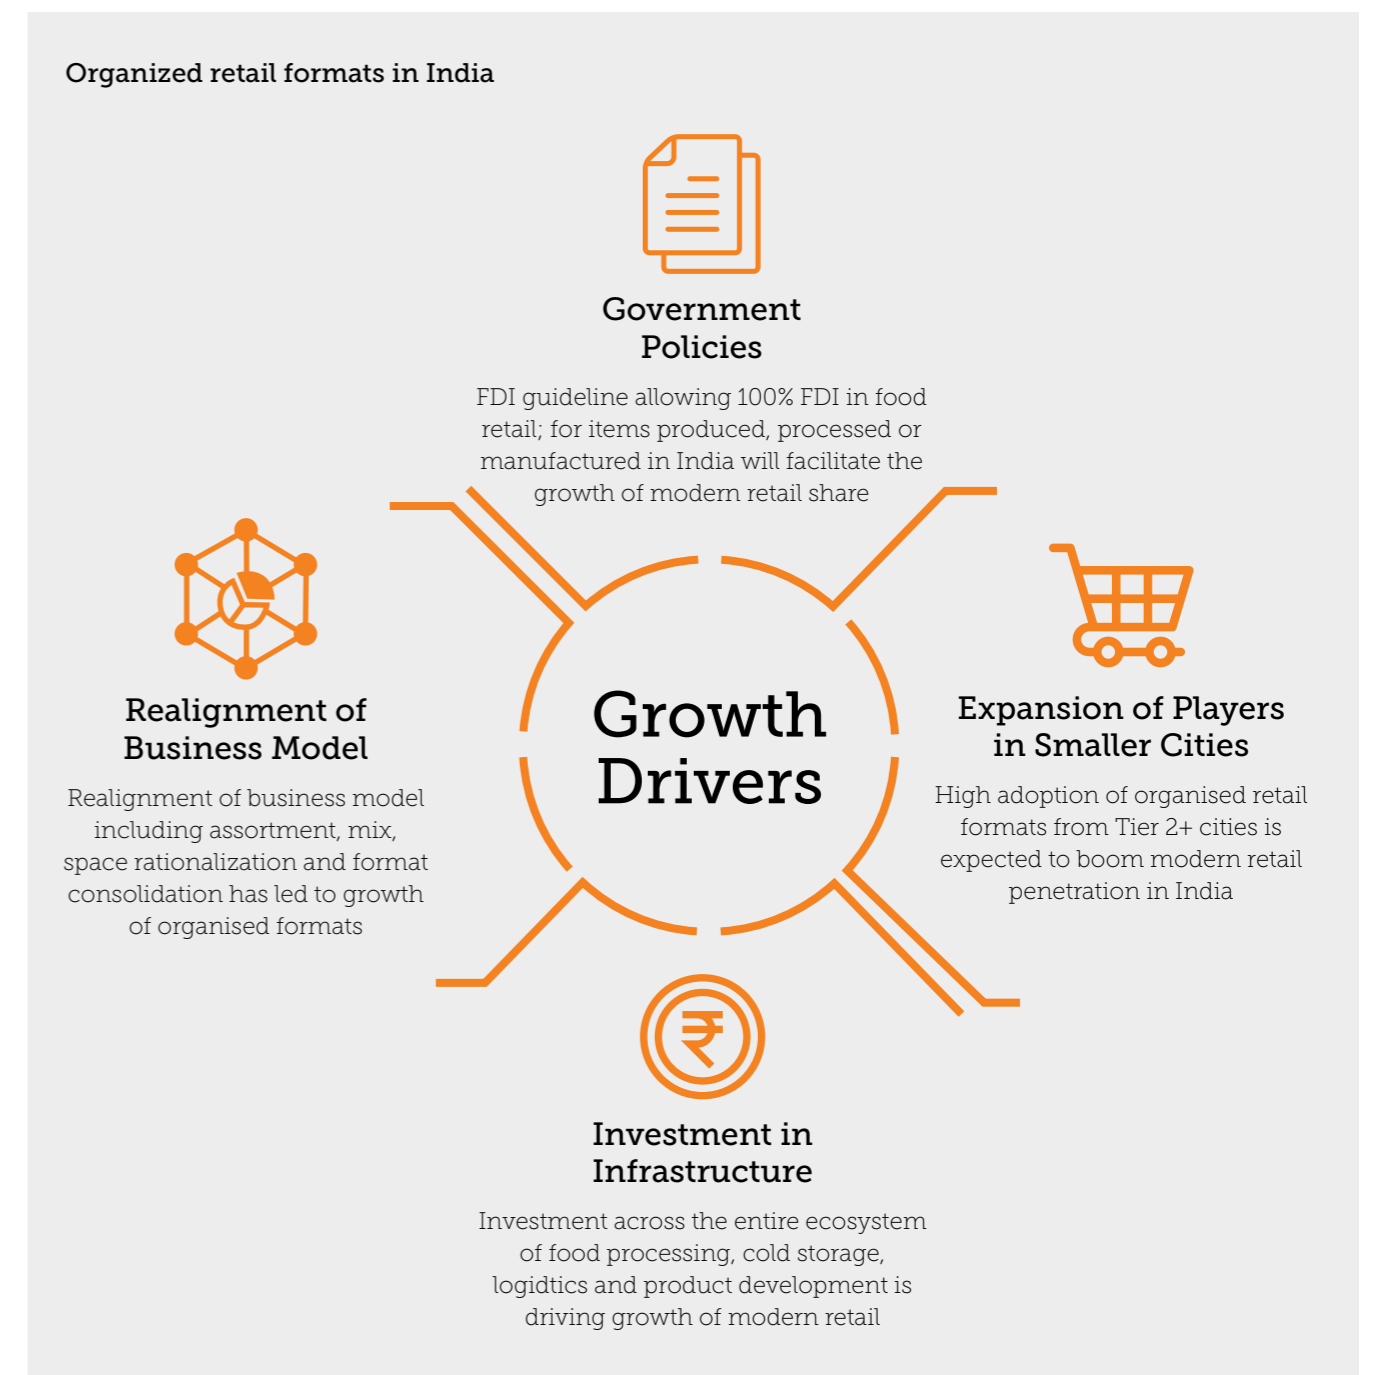 Organized retail formats in India
Government
Policies
FDI guideline allowing 100% FDI in food
retail; for items produced, processed or
manufactured in India will facilitate the
growth of modern retail share
Realignment of
Business Model
Realignment of business model
including assortment, mix,
space rationalization and format
consolidation has led to growth
of organised formats
Growth
Drivers
Expansion of Players
in Smaller Cities
High adoption of organised retail
formats from Tier 2+ cities is
expected to boom modern retail
penetration in India
₹
Investment in
Infrastructure
Investment across the entire ecosystem
of food processing, cold storage,
logidtics and product development is
driving growth of modern retail